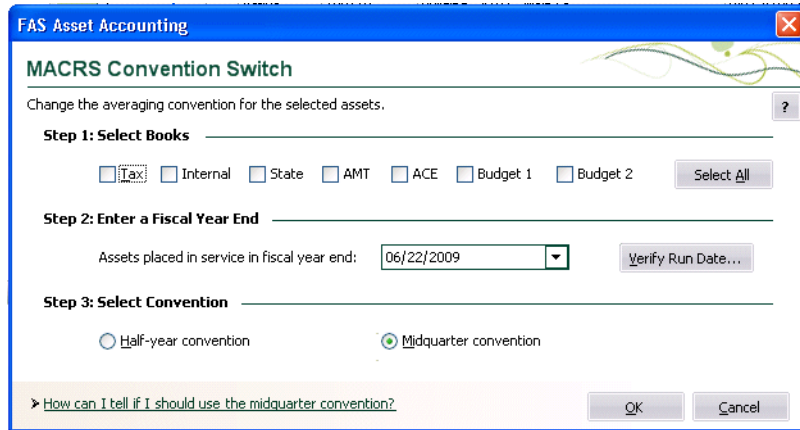 FAS Asset Accounting
MACRS Convention Switch
Change the averaging convention for the selected assets.
?
Step 1: Select Books
Tax Internal State AMT ACE Budget 1 Budget 2 Select All
Step 2: Enter a Fiscal Year End
Assets placed in service in fiscal year end: 06/22/2009 Verify Run Date...
Step 3: Select Convention
Half-year convention Midquarter convention
How can I tell if I should use the midquarter convention? OK Cancel